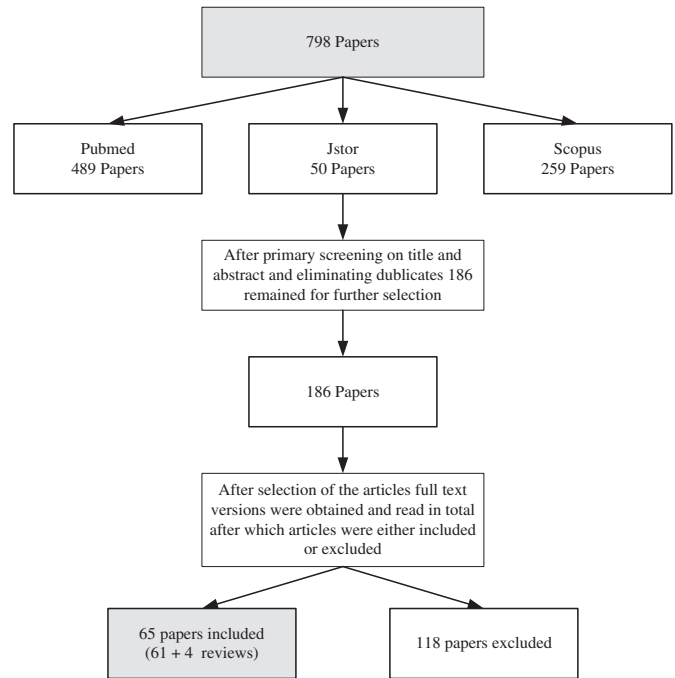 798 Papers
Pubmed
489 Papers
Jstor
50 Papers
Scopus
259 Papers
After primary screening on title and
abstract and eliminating dublicates 186
remained for further selection
186 Papers
After selection of the articles full text
versions were obtained and read in total
after which articles were either included
or excluded
65 papers included
(61 + 4 reviews)
118 papers excluded